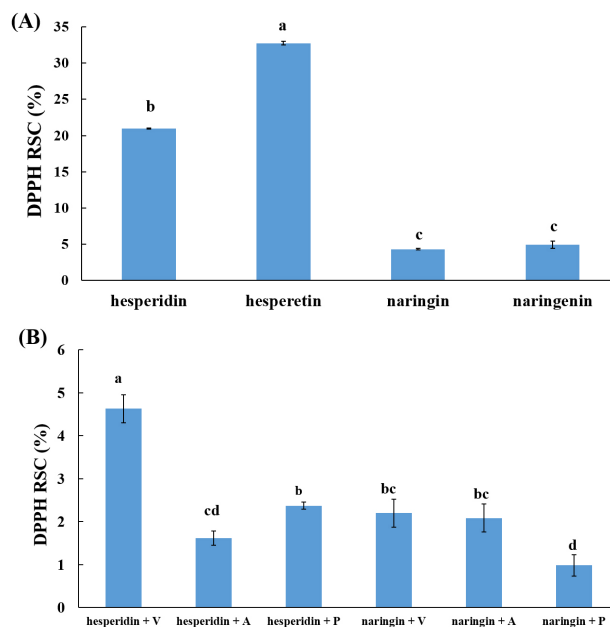 (A)
DPPH RSC (%)
40
35
30
25
20
15
10
5
0
b
a
c
c
hesperidin hesperetin naringin naringenin
(B)
DPPH RSC (%)
6
5
4
3
2
1
0
a
cd
b
bc
bc
d
hesperidin + V hesperidin + A hesperidin + P naringin + V naringin + A naringin + P